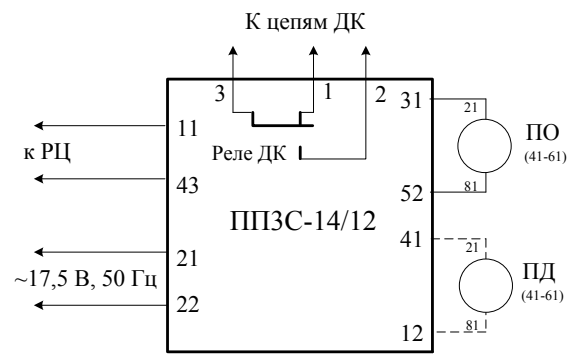 К цепям ДК
3 1 2 31
21
11
ПО
к РЦ
Реле ДК
(41-61)
43
81
52
ПП3С-14/12
41
21
21
ПД
~17,5 В, 50 Гц
(41-61)
22
81
12